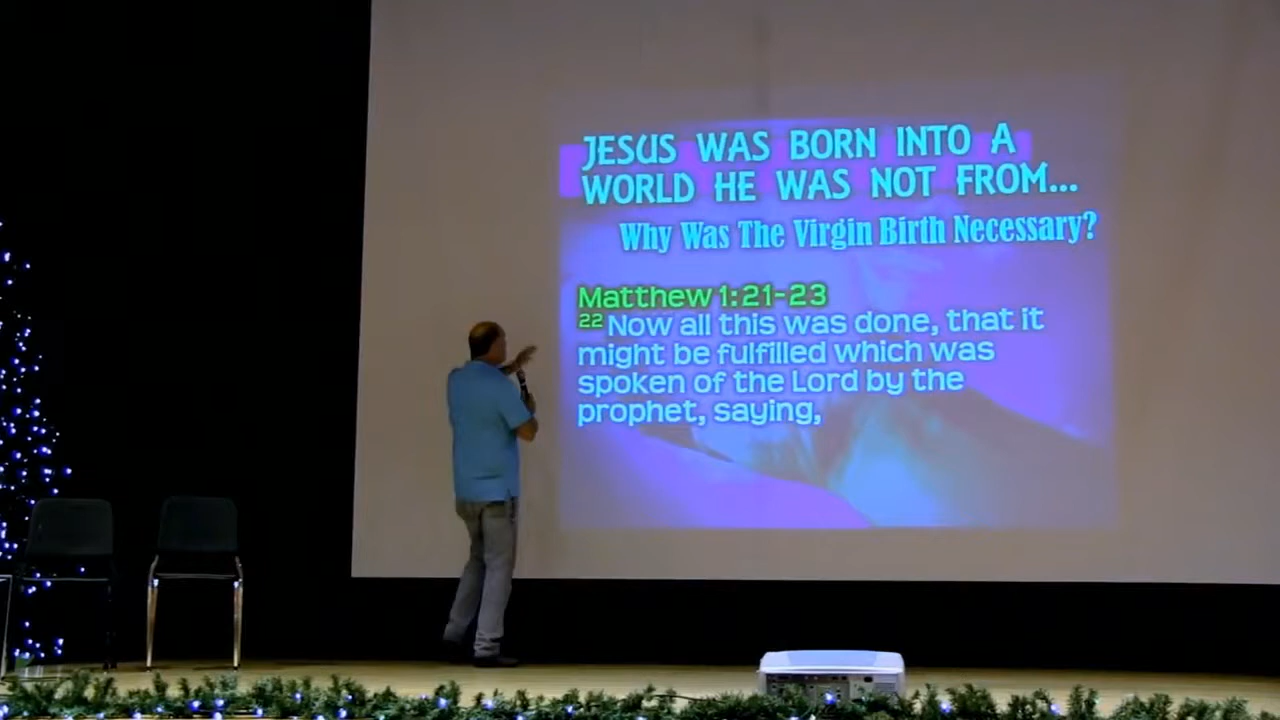 JESUS WAS BORN INTO A
WORLD HE WAS NOT FROM...
Why Was The Virgin Birth Necessary?
Matthew 1:21-23
22 Now all this was done, that it
might be fulfilled which was
spoken of the Lord by the
prophet, saying,